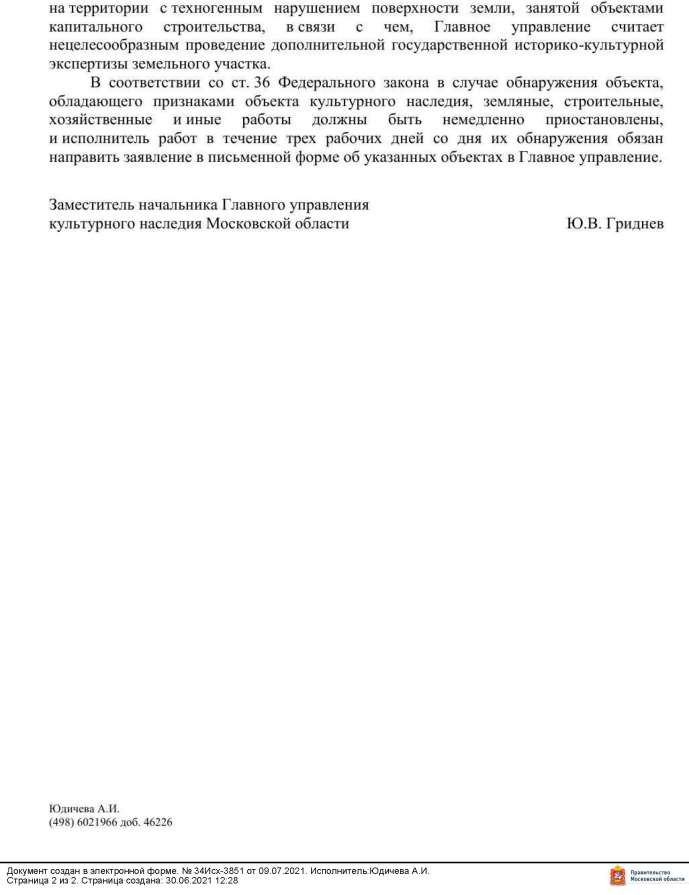 на территории с техногенным нарушением поверхности земли, занятой объектами
капитального строительства, в связи с чем, Главное управление считает
нецелесообразным проведение дополнительной государственной историко-культурной
экспертизы земельного участка.
В соответствии со ст. 36 Федерального закона в случае обнаружения объекта,
обладающего признаками объекта культурного наследия, земляные, строительные,
хозяйственные и иные работы должны быть немедленно приостановлены,
и исполнитель работ в течение трех рабочих дней со дня их обнаружения обязан
направить заявление в письменной форме об указанных объектах в Главное управление.
Заместитель начальника Главного управления
культурного наследия Московской области Ю.В. Гриднев
Юдичева А.И.
(498) 6021966 доб. 46226
Документ создан в электронной форме. № 34Исх-3851 от 09.07.2021. Исполнитель:Юдичева А.И.
Страница 2 из 2. Страница создана: 30.06.2021 12:28
Правительство
Московской области